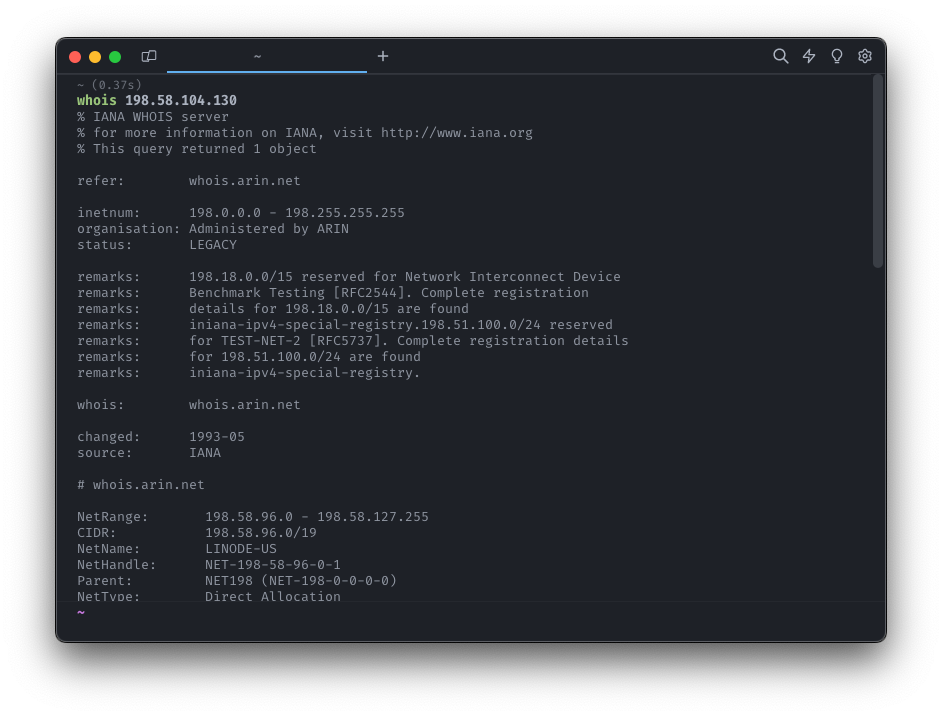 ~
~ (0.37s)
whois 198.58.104.130
% IANA WHOIS server
% for more information on IANA, visit http://www.iana.org
% This query returned 1 object
refer:        whois.arin.net
inetnum:      198.0.0.0 - 198.255.255.255
organisation: Administered by ARIN
status:       LEGACY
remarks:      198.18.0.0/15 reserved for Network Interconnect Device
remarks:      Benchmark Testing [RFC2544]. Complete registration
remarks:      details for 198.18.0.0/15 are found
remarks:      iniana-ipv4-special-registry.198.51.100.0/24 reserved
remarks:      for TEST-NET-2 [RFC5737]. Complete registration details
remarks:      for 198.51.100.0/24 are found
remarks:      iniana-ipv4-special-registry.
whois:        whois.arin.net
changed:      1993-05
source:       IANA
# whois.arin.net
NetRange:       198.58.96.0 - 198.58.127.255
CIDR:           198.58.96.0/19
NetName:        LINODE-US
NetHandle:      NET-198-58-96-0-1
Parent:         NET198 (NET-198-0-0-0-0)
NetType:        Direct Allocation
~